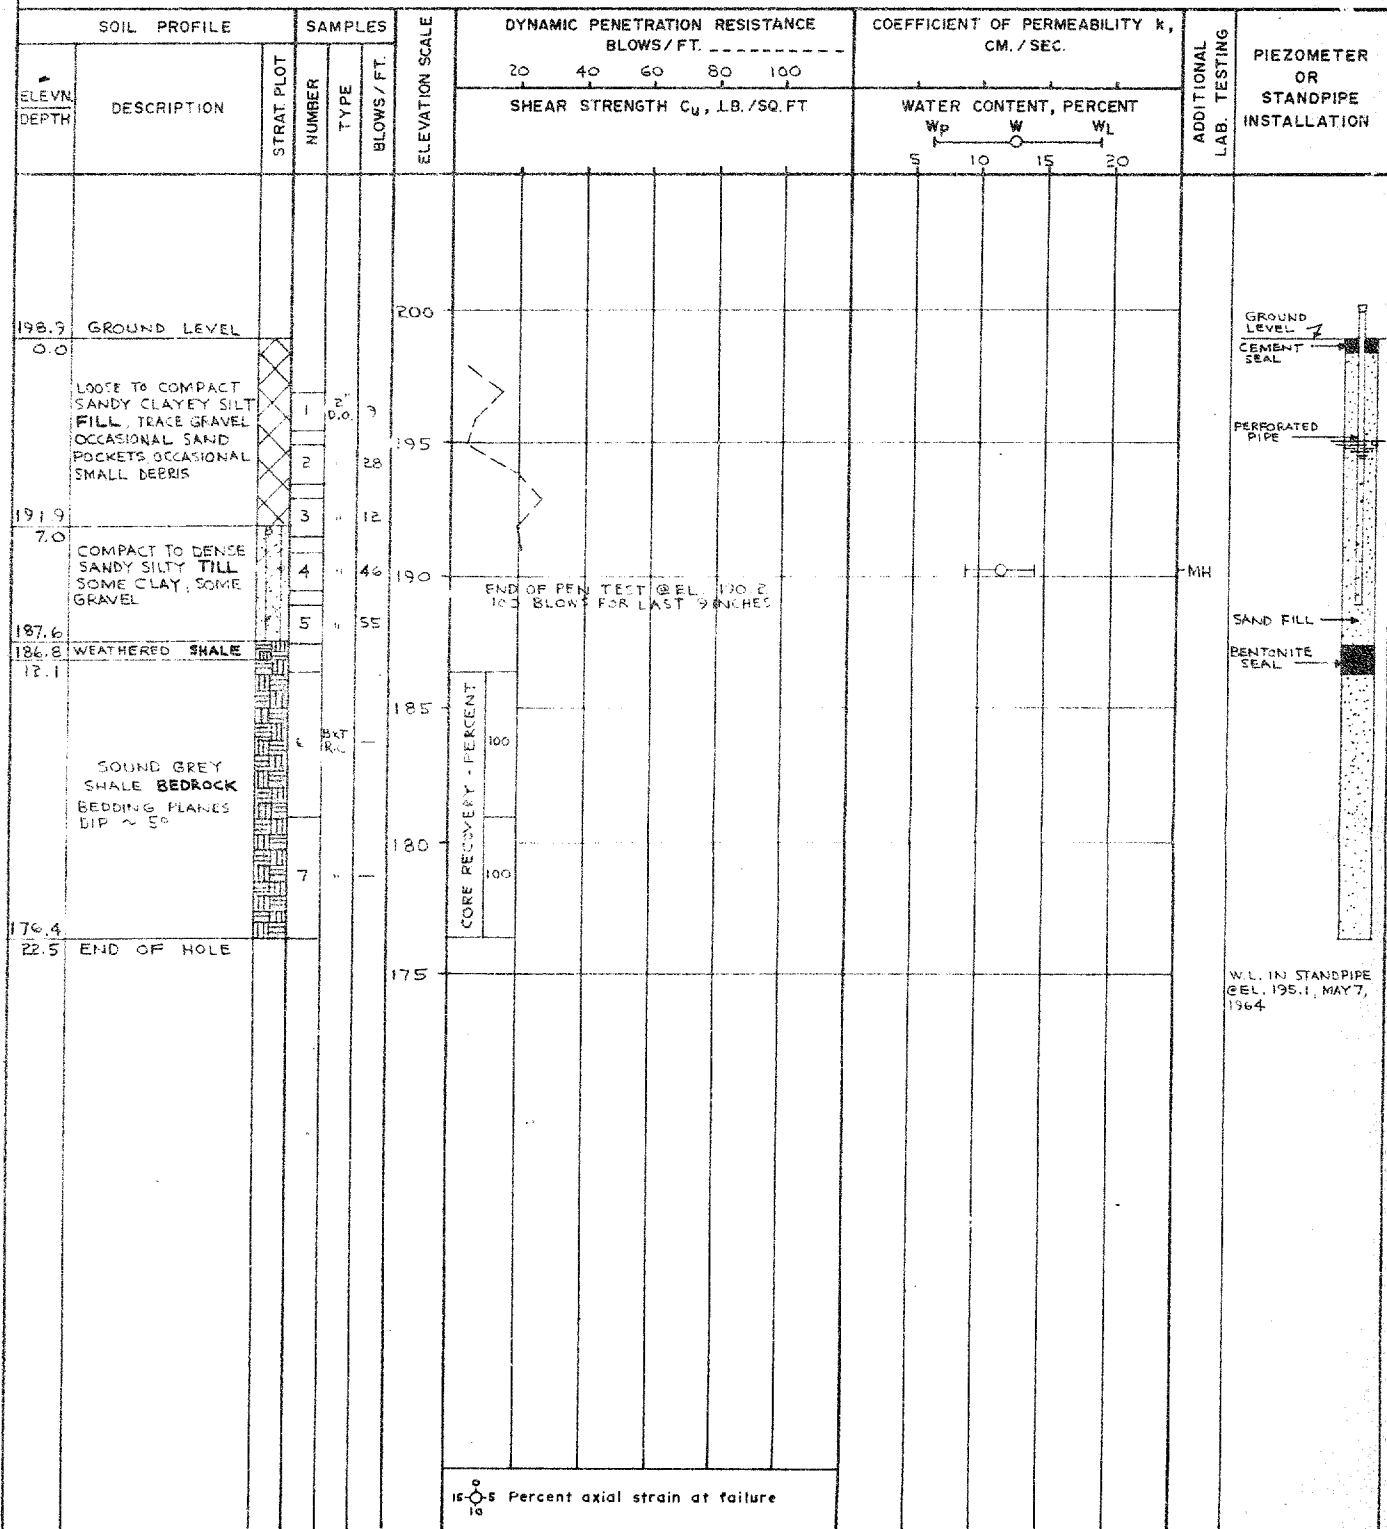 SOIL PROFILE
SAMPLES
ELEVATION SCALE
DYNAMIC PENETRATION RESISTANCE
BLOWS/FT. -----------
20 40 60 80 100
SHEAR STRENGTH Cu, LB./SQ.FT.
COEFFICIENT OF PERMEABILITY k,
CM./SEC.
WATER CONTENT, PERCENT
Wp W WL
5 10 15 20
ADDITIONAL
LAB. TESTING
PIEZOMETER
OR
STANDPIPE
INSTALLATION
ELEVN.
DEPTH
DESCRIPTION
STRAT. PLOT
NUMBER
TYPE
BLOWS/FT.
200
198.9 GROUND LEVEL
0.0
LOOSE TO COMPACT
SANDY CLAYEY SILT
FILL, TRACE GRAVEL
OCCASIONAL SAND
POCKETS, OCCASIONAL
SMALL DEBRIS
1 2" D.O. 9
2 " 28
3 " 12
195
191.9
7.0
COMPACT TO DENSE
SANDY SILTY TILL
SOME CLAY, SOME
GRAVEL
4 " 46
5 " 55
190
END OF PEN TEST @ EL. 190.2
100 BLOWS FOR LAST 9 INCHES
MH
187.6
186.8 WEATHERED SHALE
12.1
185
SOUND GREY
SHALE BEDROCK
BEDDING PLANES
DIP ~ 5°
BXT —
7 " —
CORE RECOVERY - PERCENT
100
100
180
176.4
22.5 END OF HOLE
175
GROUND
LEVEL
CEMENT
SEAL
PERFORATED
PIPE
SAND FILL
BENTONITE
SEAL
W.L. IN STANDPIPE
@ EL. 195.1, MAY 7,
1964
0
15 5 Percent axial strain at failure
10